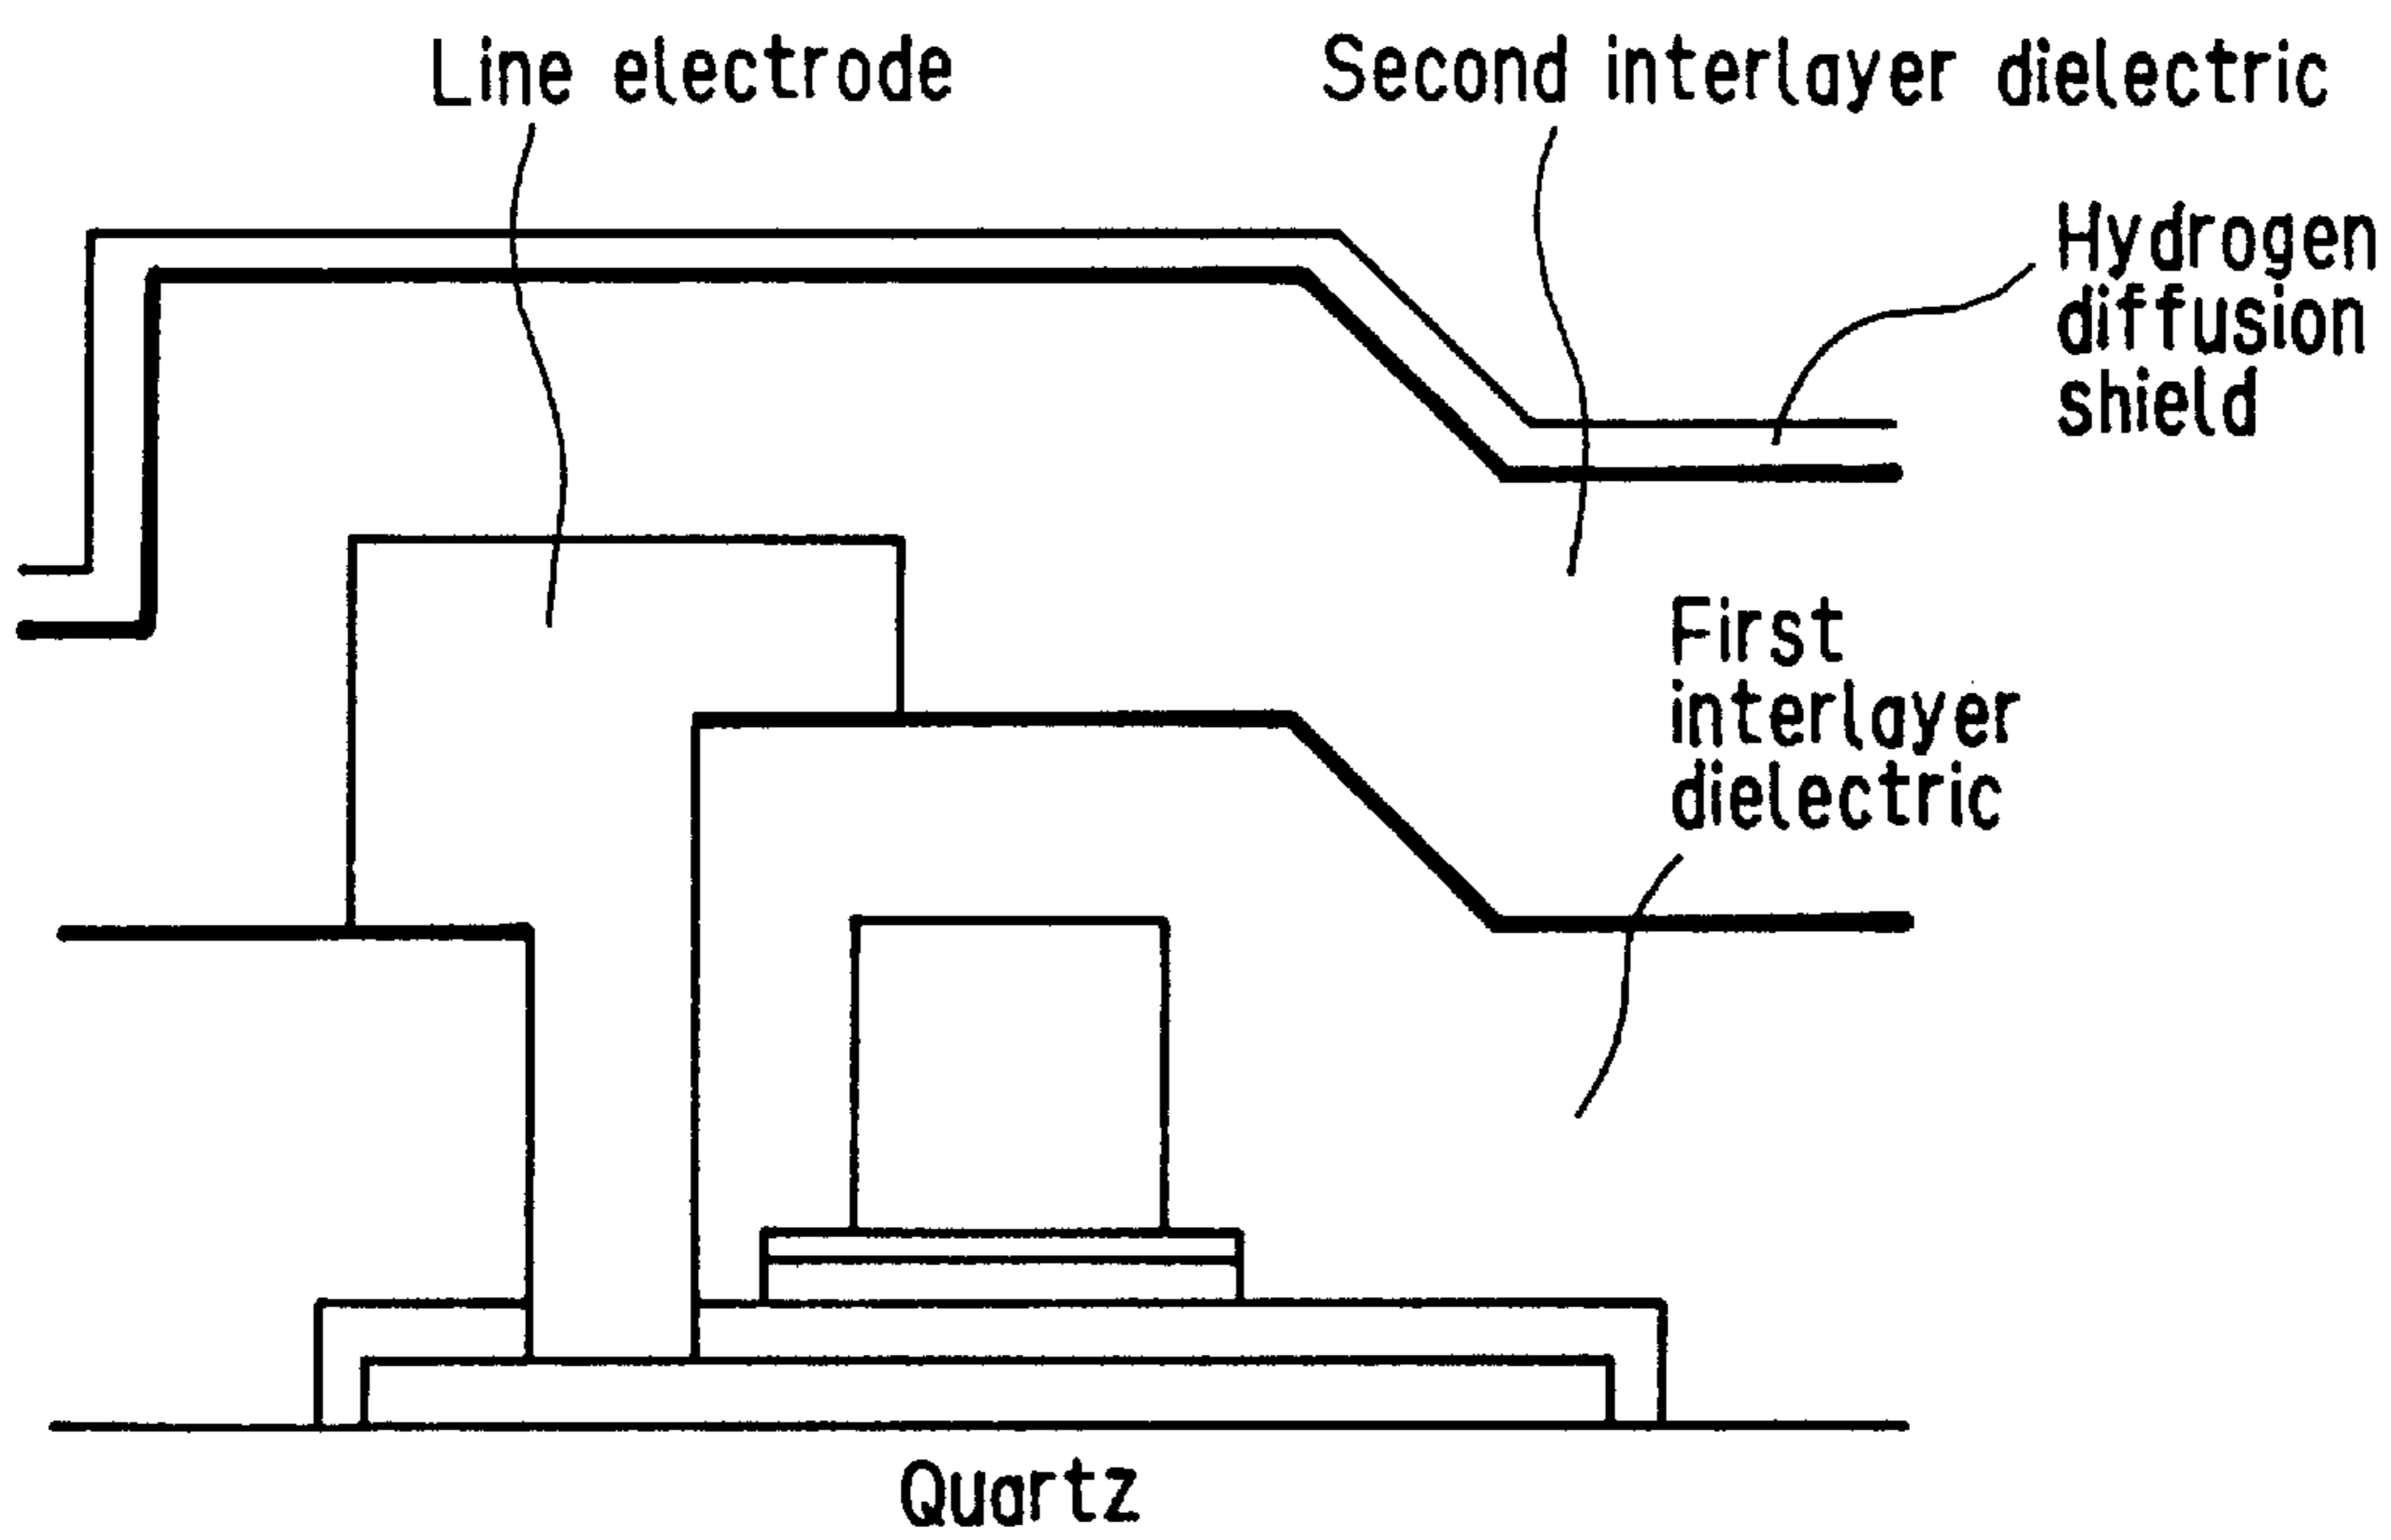 Line electrode
Second interlayer dielectric
Hydrogen
diffusion
shield
First
interlayer
dielectric
Quartz